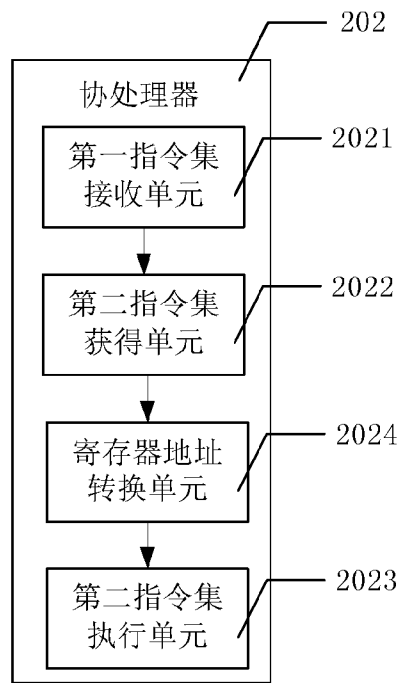 202
协处理器
第一指令集
接收单元
2021
第二指令集
获得单元
2022
寄存器地址
转换单元
2024
第二指令集
执行单元
2023